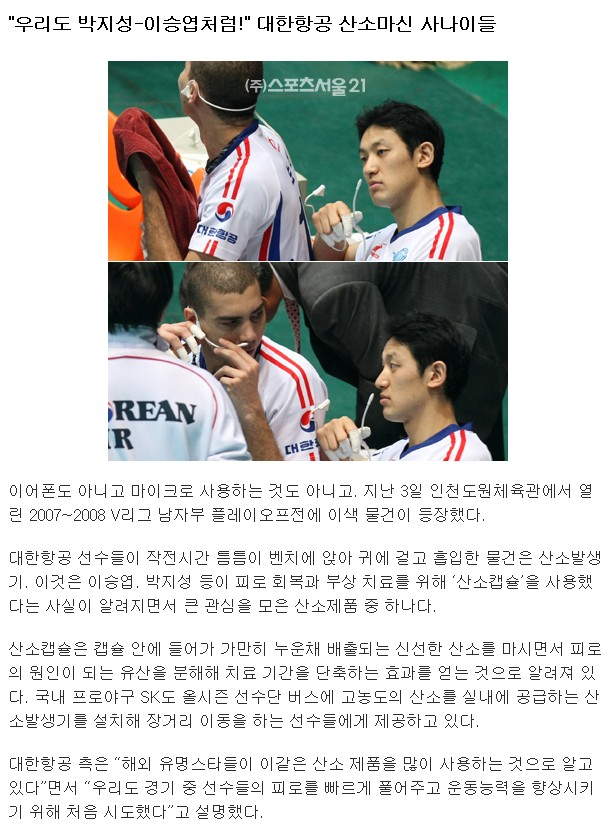 "우리도 박지성-이승엽처럼!" 대한항공 산소마신 사나이들
(주)스포츠서울21
대한항공
대한항공
KOREAN
AIR
이어폰도 아니고 마이크로 사용하는 것도 아니고. 지난 3일 인천도원체육관에서 열
린 2007~2008 V리그 남자부 플레이오프전에 이색 물건이 등장했다.
대한항공 선수들이 작전시간 틈틈이 벤치에 앉아 귀에 걸고 흡입한 물건은 산소발생
기. 이것은 이승엽. 박지성 등이 피로 회복과 부상 치료를 위해 '산소캡슐'을 사용했
다는 사실이 알려지면서 큰 관심을 모은 산소제품 중 하나다.
산소캡슐은 캡슐 안에 들어가 가만히 누운채 배출되는 신선한 산소를 마시면서 피로
의 원인이 되는 유산을 분해해 치료 기간을 단축하는 효과를 얻는 것으로 알려져 있
다. 국내 프로야구 SK도 올시즌 선수단 버스에 고농도의 산소를 실내에 공급하는 산
소발생기를 설치해 장거리 이동을 하는 선수들에게 제공하고 있다.
대한항공 측은 “해외 유명스타들이 이같은 산소 제품을 많이 사용하는 것으로 알고
있다”면서 “우리도 경기 중 선수들의 피로를 빠르게 풀어주고 운동능력을 향상시키
기 위해 처음 시도했다”고 설명했다.